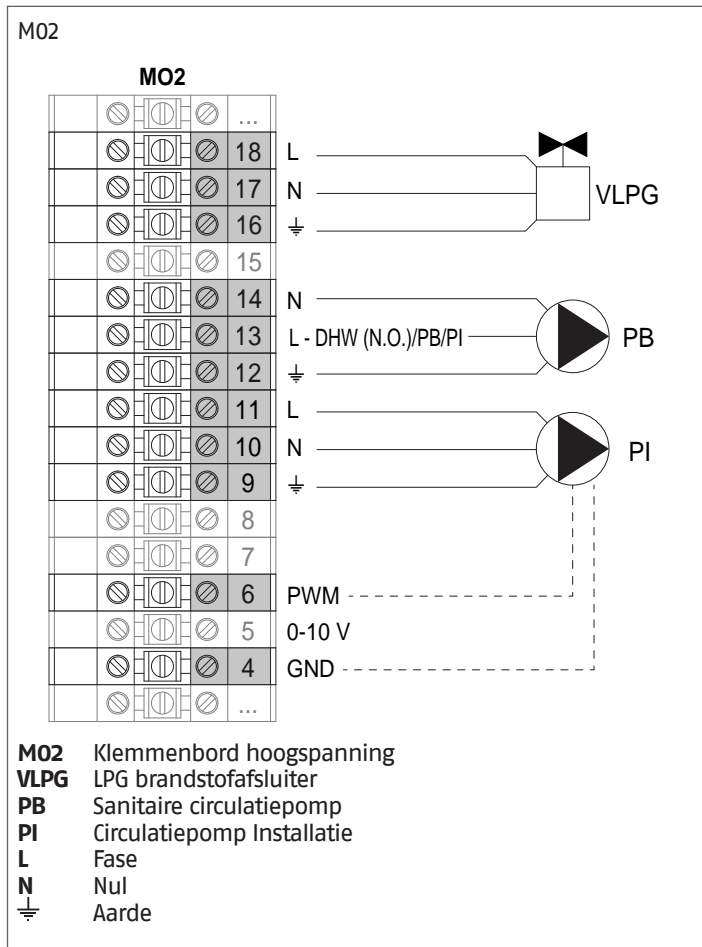 M02
MO2
...
18 L
17 N VLPG
16 ⏚
15
14 N
13 L - DHW (N.O.)/PB/PI PB
12 ⏚
11 L
10 N PI
9 ⏚
8
7
6 PWM
5 0-10 V
4 GND
...
M02 Klemmenbord hoogspanning
VLPG LPG brandstofafsluiter
PB Sanitaire circulatiepomp
PI Circulatiepomp Installatie
L Fase
N Nul
⏚ Aarde